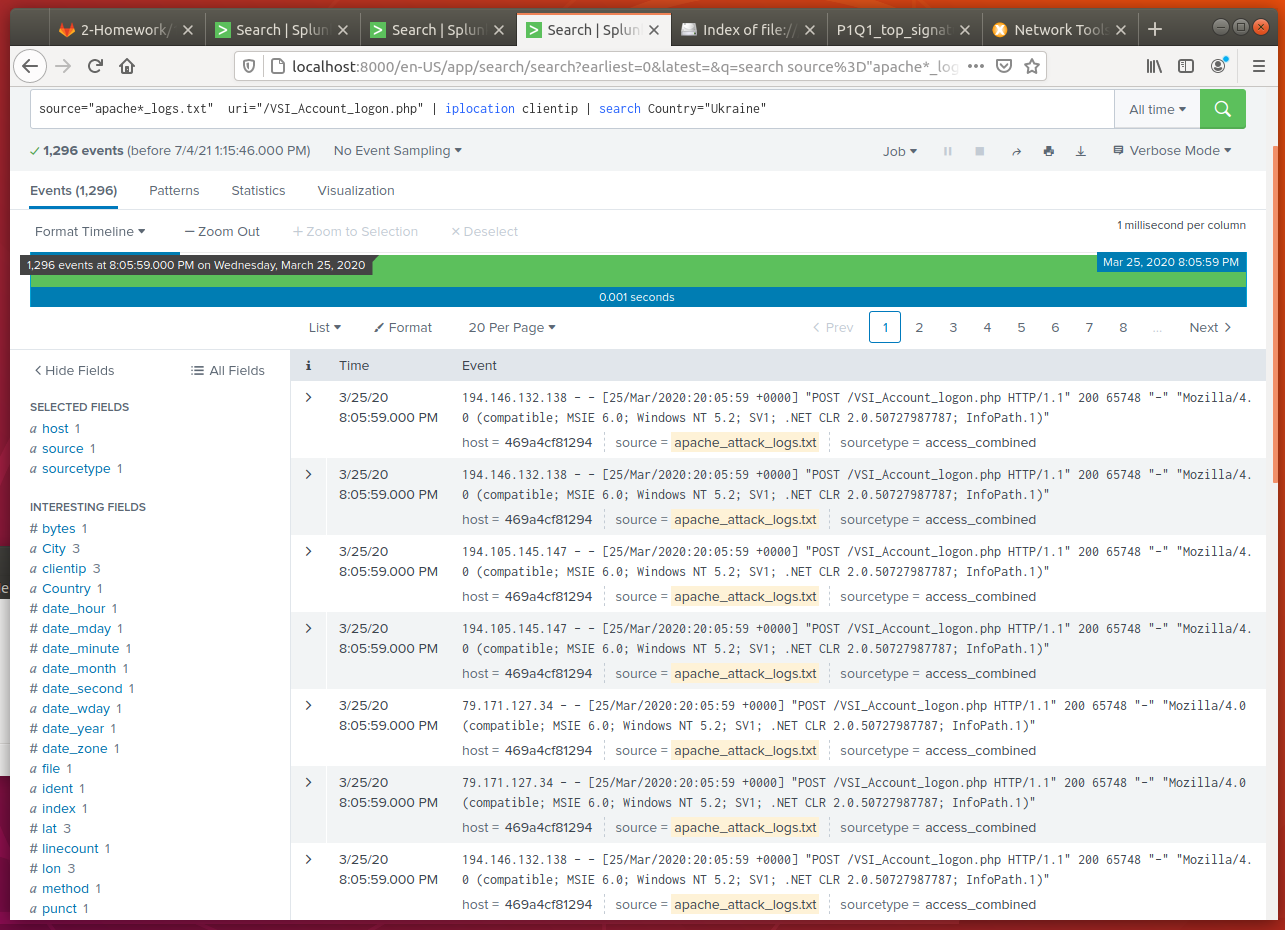 2-Homework/
Search | Splun
Search | Splunl
Search | Splun
Index of file://
P1Q1_top_signat
Network Tools
localhost:8000/en-US/app/search/search?earliest=0&latest=&q=search source%3D"apache*_log
source="apache*_logs.txt" uri="/VSI_Account_logon.php" | iplocation clientip | search Country="Ukraine"
All time
1,296 events (before 7/4/21 1:15:46.000 PM)
No Event Sampling
Job
Verbose Mode
Events (1,296)
Patterns
Statistics
Visualization
Format Timeline
— Zoom Out
+ Zoom to Selection
× Deselect
1 millisecond per column
1,296 events at 8:05:59.000 PM on Wednesday, March 25, 2020
Mar 25, 2020 8:05:59 PM
0.001 seconds
List
Format
20 Per Page
< Prev
1
2
3
4
5
6
7
8
...
Next >
< Hide Fields
All Fields
i
Time
Event
SELECTED FIELDS
a host 1
a source 1
a sourcetype 1
INTERESTING FIELDS
# bytes 1
a City 3
a clientip 3
a Country 1
# date_hour 1
# date_mday 1
# date_minute 1
a date_month 1
# date_second 1
a date_wday 1
# date_year 1
# date_zone 1
a file 1
a ident 1
a index 1
# lat 3
# linecount 1
# lon 3
a method 1
a punct 1
3/25/20
8:05:59.000 PM
194.146.132.138 - - [25/Mar/2020:20:05:59 +0000] "POST /VSI_Account_logon.php HTTP/1.1" 200 65748 "-" "Mozilla/4.
0 (compatible; MSIE 6.0; Windows NT 5.2; SV1; .NET CLR 2.0.50727987787; InfoPath.1)"
host = 469a4cf81294 source = apache_attack_logs.txt sourcetype = access_combined
3/25/20
8:05:59.000 PM
194.146.132.138 - - [25/Mar/2020:20:05:59 +0000] "POST /VSI_Account_logon.php HTTP/1.1" 200 65748 "-" "Mozilla/4.
0 (compatible; MSIE 6.0; Windows NT 5.2; SV1; .NET CLR 2.0.50727987787; InfoPath.1)"
host = 469a4cf81294 source = apache_attack_logs.txt sourcetype = access_combined
3/25/20
8:05:59.000 PM
194.105.145.147 - - [25/Mar/2020:20:05:59 +0000] "POST /VSI_Account_logon.php HTTP/1.1" 200 65748 "-" "Mozilla/4.
0 (compatible; MSIE 6.0; Windows NT 5.2; SV1; .NET CLR 2.0.50727987787; InfoPath.1)"
host = 469a4cf81294 source = apache_attack_logs.txt sourcetype = access_combined
3/25/20
8:05:59.000 PM
194.105.145.147 - - [25/Mar/2020:20:05:59 +0000] "POST /VSI_Account_logon.php HTTP/1.1" 200 65748 "-" "Mozilla/4.
0 (compatible; MSIE 6.0; Windows NT 5.2; SV1; .NET CLR 2.0.50727987787; InfoPath.1)"
host = 469a4cf81294 source = apache_attack_logs.txt sourcetype = access_combined
3/25/20
8:05:59.000 PM
79.171.127.34 - - [25/Mar/2020:20:05:59 +0000] "POST /VSI_Account_logon.php HTTP/1.1" 200 65748 "-" "Mozilla/4.0
(compatible; MSIE 6.0; Windows NT 5.2; SV1; .NET CLR 2.0.50727987787; InfoPath.1)"
host = 469a4cf81294 source = apache_attack_logs.txt sourcetype = access_combined
3/25/20
8:05:59.000 PM
79.171.127.34 - - [25/Mar/2020:20:05:59 +0000] "POST /VSI_Account_logon.php HTTP/1.1" 200 65748 "-" "Mozilla/4.0
(compatible; MSIE 6.0; Windows NT 5.2; SV1; .NET CLR 2.0.50727987787; InfoPath.1)"
host = 469a4cf81294 source = apache_attack_logs.txt sourcetype = access_combined
3/25/20
8:05:59.000 PM
194.146.132.138 - - [25/Mar/2020:20:05:59 +0000] "POST /VSI_Account_logon.php HTTP/1.1" 200 65748 "-" "Mozilla/4.
0 (compatible; MSIE 6.0; Windows NT 5.2; SV1; .NET CLR 2.0.50727987787; InfoPath.1)"
host = 469a4cf81294 source = apache_attack_logs.txt sourcetype = access_combined